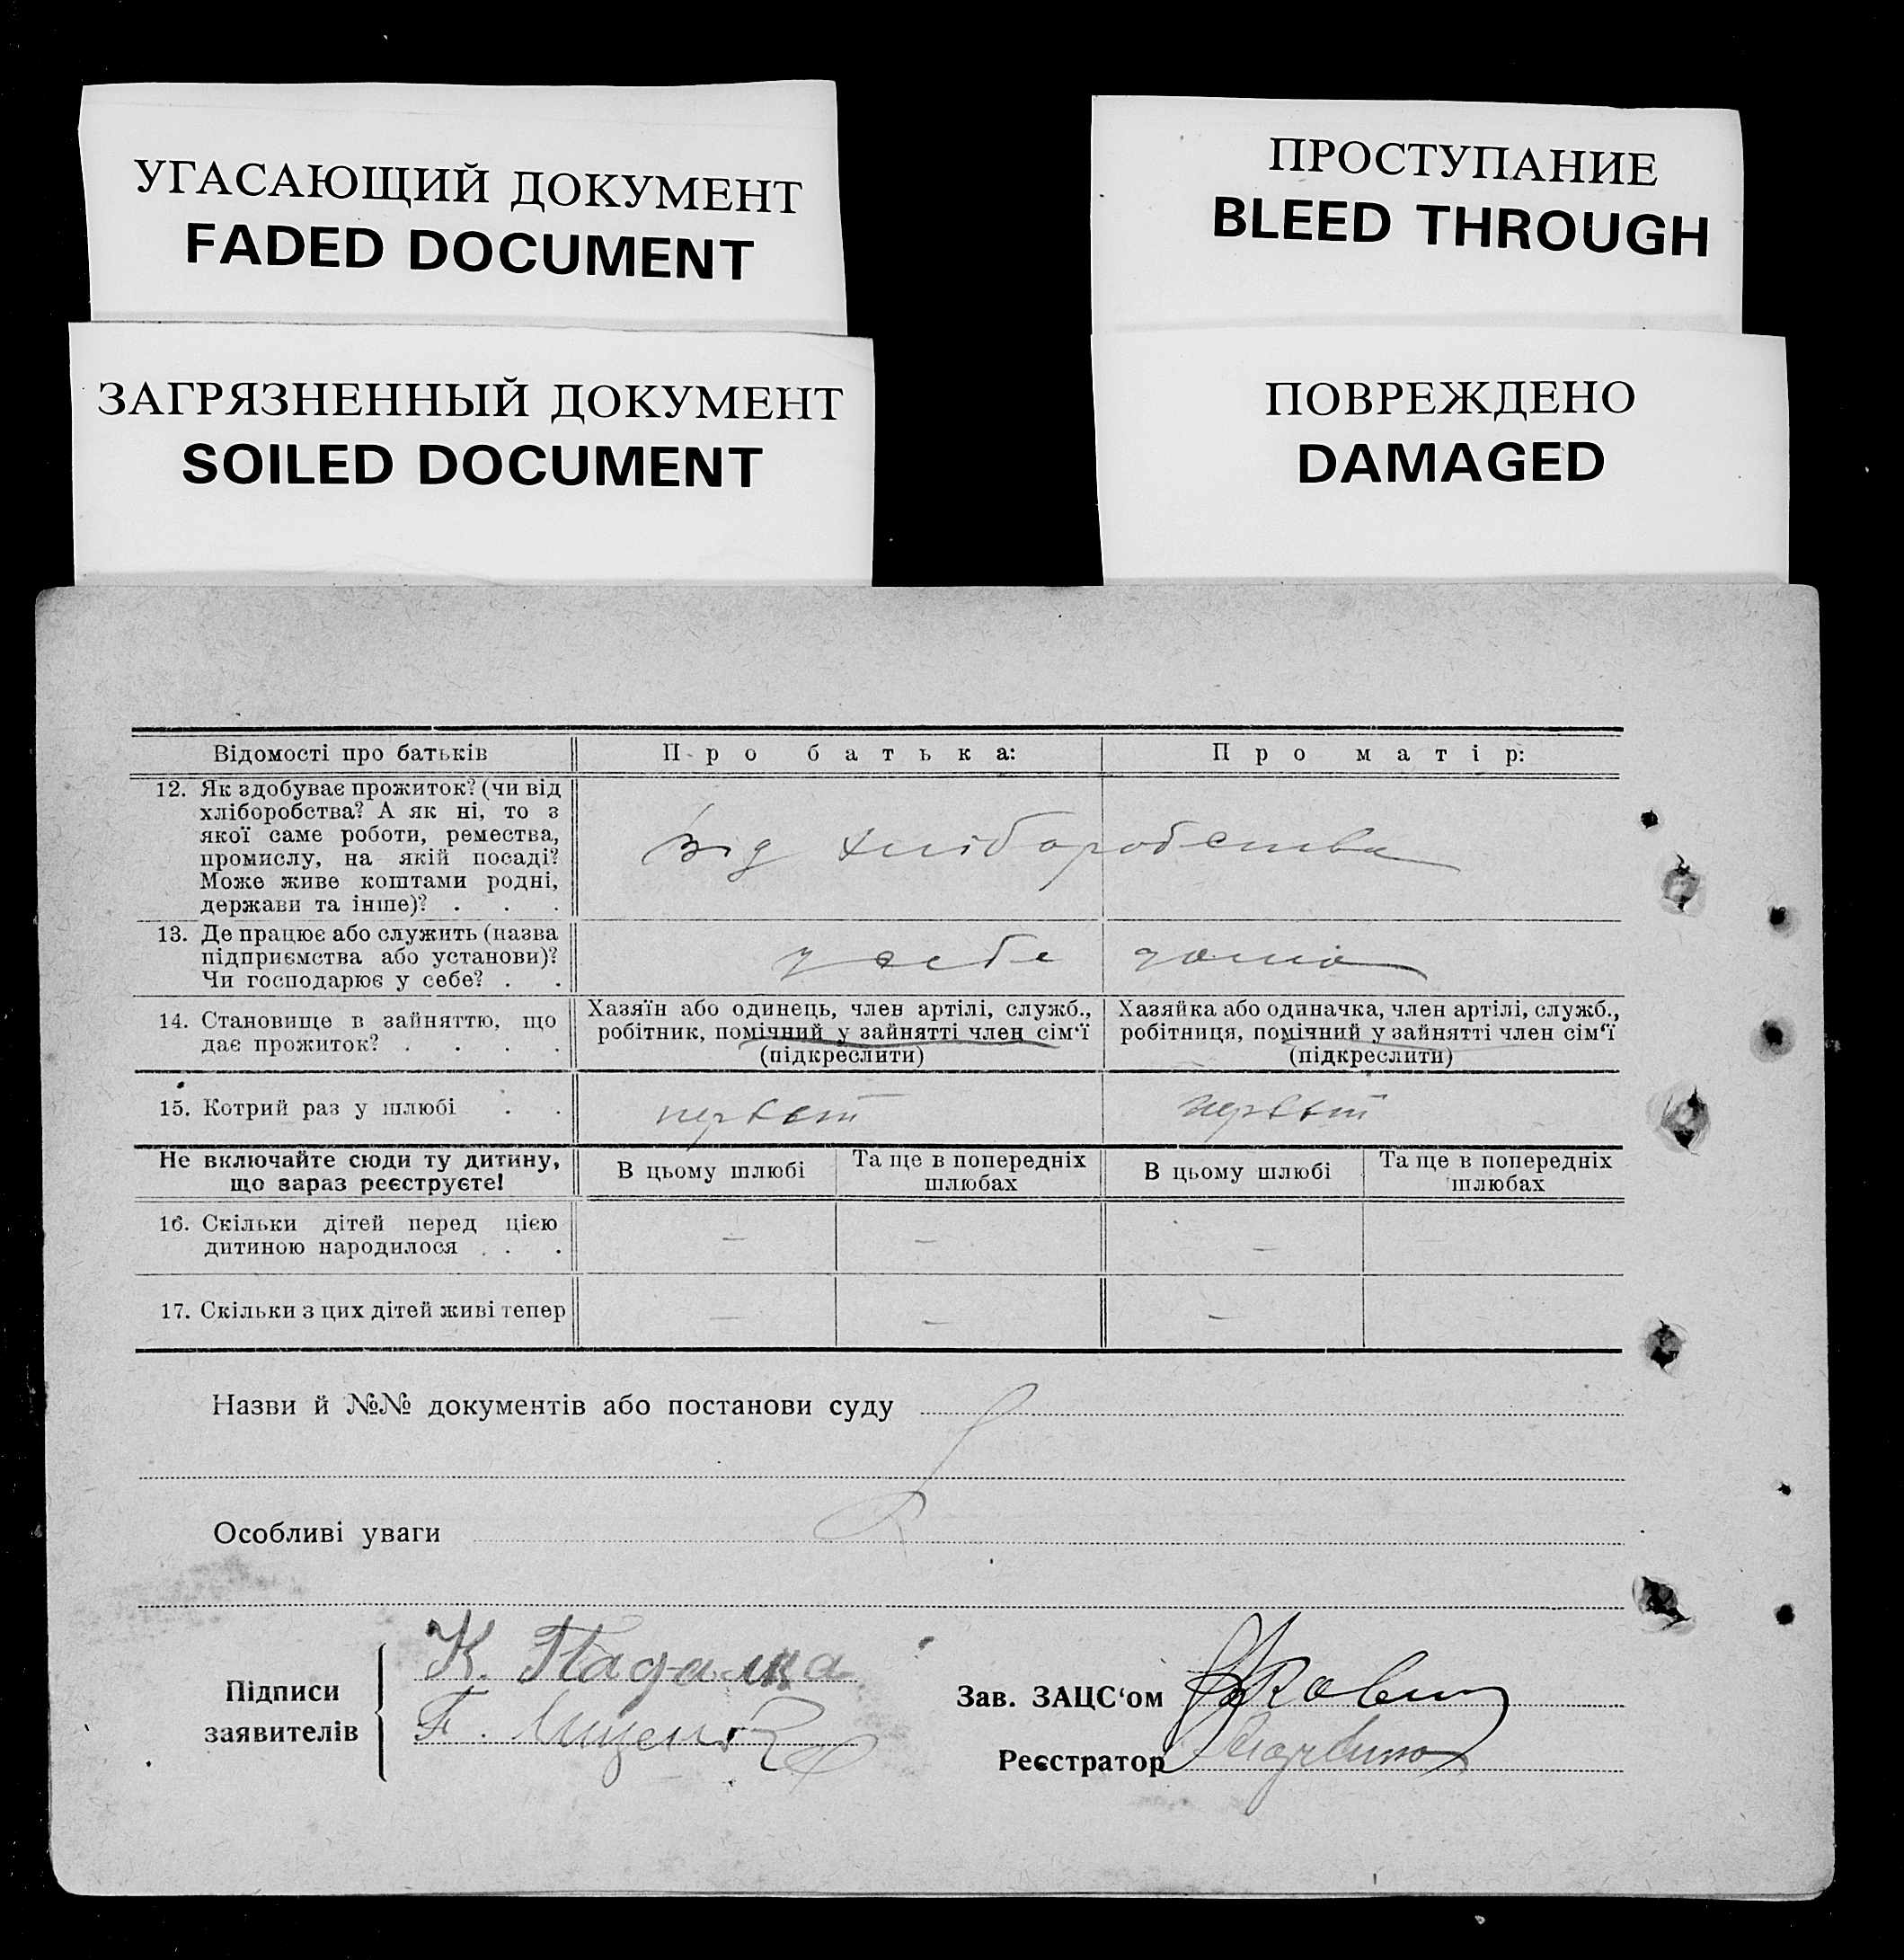 УГАСАЮЩИЙ ДОКУМЕНТ
FADED DOCUMENT
ПРОСТУПАНИЕ
BLEED THROUGH
ЗАГРЯЗНЕННЫЙ ДОКУМЕНТ
SOILED DOCUMENT
ПОВРЕЖДЕНО
DAMAGED
Відомості про батьків
Про батька:
Про матір:
12. Як здобуває прожиток? (чи від
хліборобства? А як ні, то з
якої саме роботи, ремества,
промислу, на якій посаді?
Може живе коштами родні,
держави та інше)? . . .
від хліборобства
13. Де працює або служить (назва
підприємства або установи)?
Чи господарює у себе? . .
у себе дома
14. Становище в зайняттю, що
дає прожиток? . . . .
Хазяїн або одинець, член артілі, служб.,
робітник, помічний у зайнятті член сім'ї
(підкреслити)
Хазяйка або одиначка, член артілі, служб.,
робітниця, помічний у зайнятті член сім'ї
(підкреслити)
15. Котрий раз у шлюбі . .
Не включайте сюди ту дитину,
що зараз реєструєте!
В цьому шлюбі
Та ще в попередніх
шлюбах
В цьому шлюбі
Та ще в попередніх
шлюбах
16. Скільки дітей перед цією
дитиною народилося . . .
— — —
17. Скільки з цих дітей живі тепер
— — —
Назви й №№ документів або постанови суду
Особливі уваги
Підписи
заявителів
К. Падалка
Зав. ЗАЦС'ом
Реєстратор